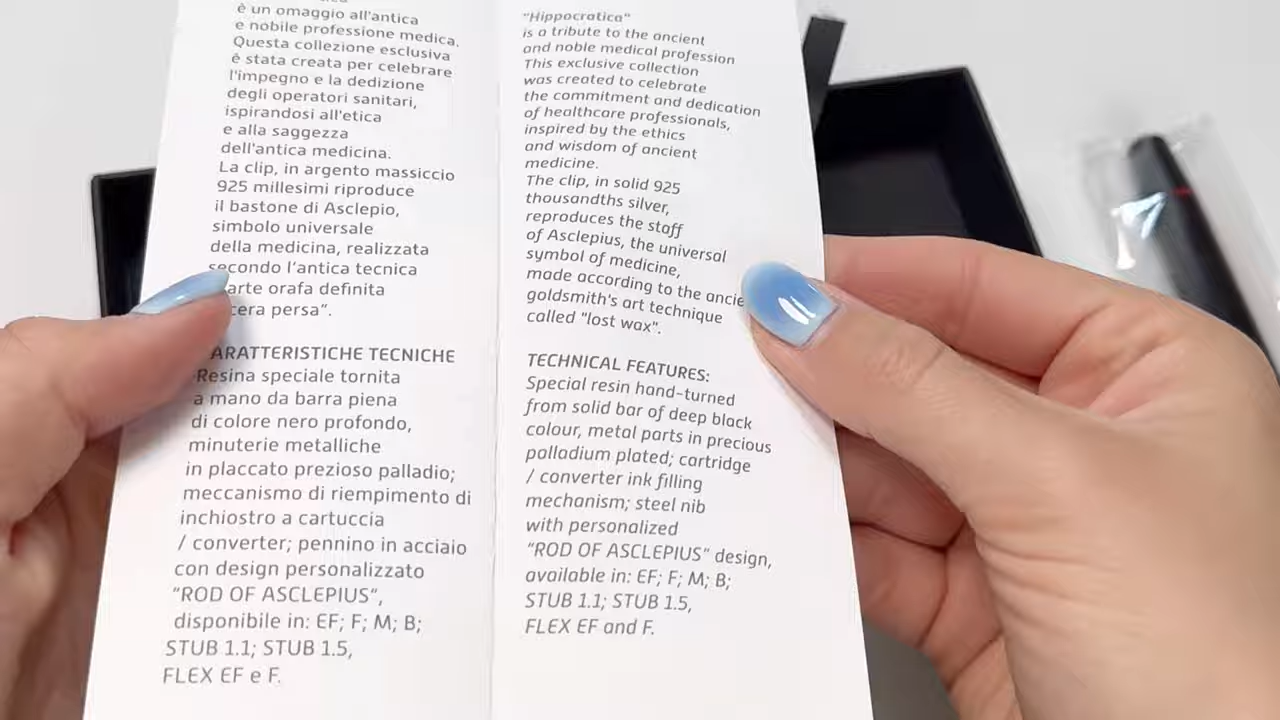 è un omaggio all'antica
e nobile professione medica.
Questa collezione esclusiva
è stata creata per celebrare
l'impegno e la dedizione
degli operatori sanitari,
ispirandosi all'etica
e alla saggezza
dell'antica medicina.
La clip, in argento massiccio
925 millesimi riproduce
il bastone di Asclepio,
simbolo universale
della medicina, realizzata
secondo l'antica tecnica
arte orafa definita
cera persa”.
ARATTERISTICHE TECNICHE
Resina speciale tornita
a mano da barra piena
di colore nero profondo,
minuterie metalliche
in placcato prezioso palladio;
meccanismo di riempimento di
inchiostro a cartuccia
/ converter; pennino in acciaio
con design personalizzato
“ROD OF ASCLEPIUS”,
disponibile in: EF; F; M; B;
STUB 1.1; STUB 1.5,
FLEX EF e F.
“Hippocratica”
is a tribute to the ancient
and noble medical profession
This exclusive collection
was created to celebrate
the commitment and dedication
of healthcare professionals,
inspired by the ethics
and wisdom of ancient
medicine.
The clip, in solid 925
thousandths silver,
reproduces the staff
of Asclepius, the universal
symbol of medicine,
made according to the ancie
goldsmith's art technique
called "lost wax".
TECHNICAL FEATURES:
Special resin hand-turned
from solid bar of deep black
colour, metal parts in precious
palladium plated; cartridge
/ converter ink filling
mechanism; steel nib
with personalized
“ROD OF ASCLEPIUS” design,
available in: EF; F; M; B;
STUB 1.1; STUB 1.5,
FLEX EF and F.